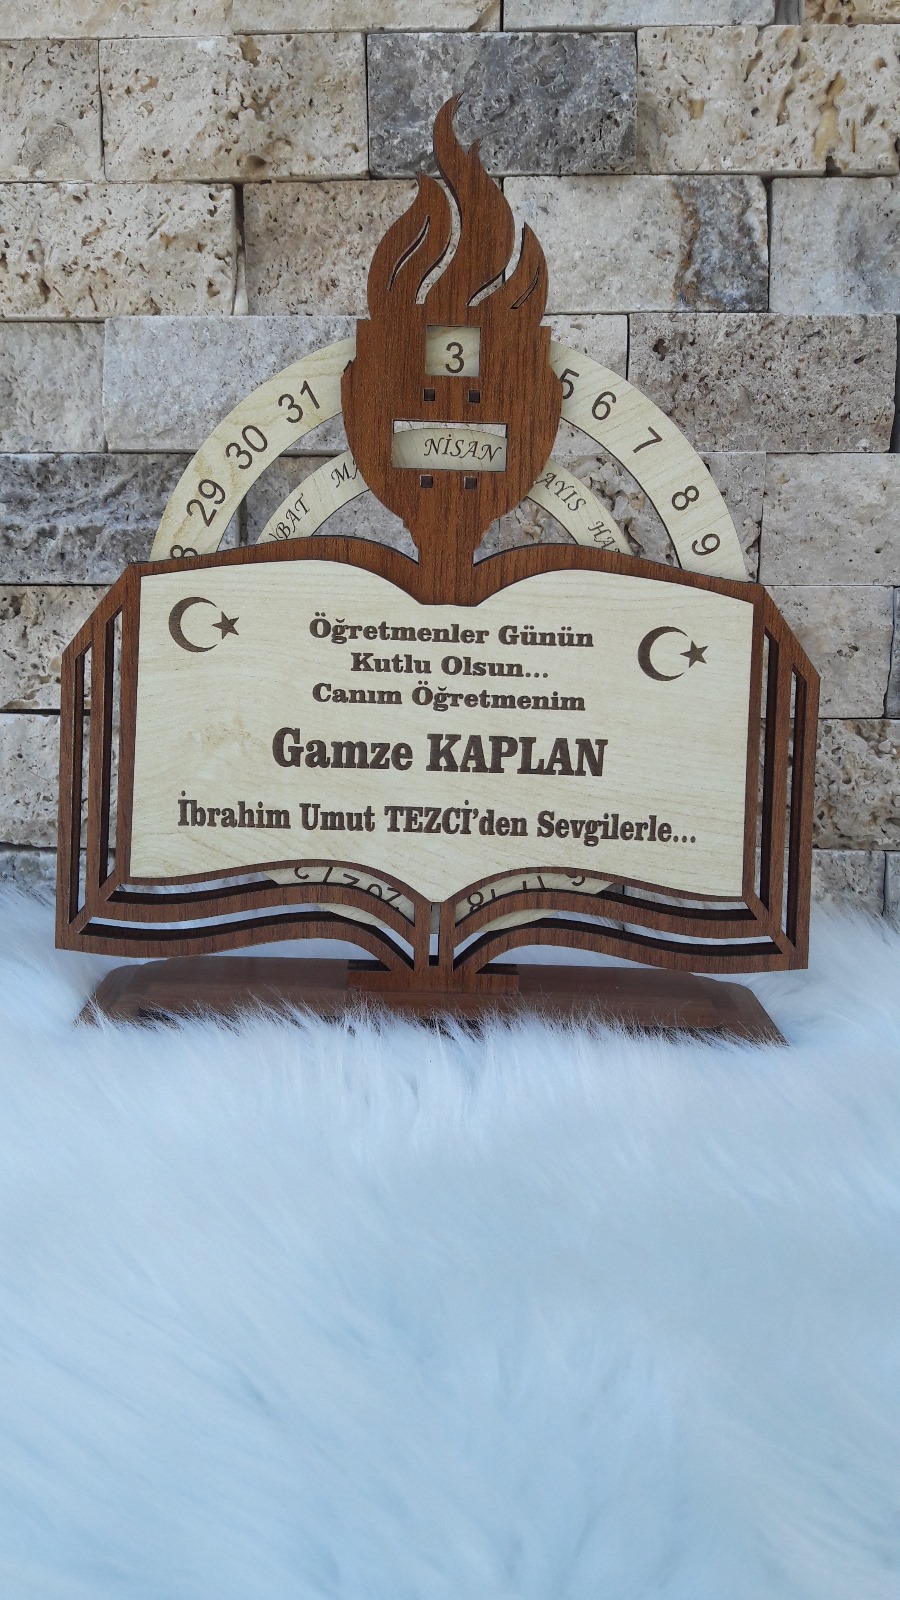 3
31
30
29
5
6
7
8
9
NİSAN
Öğretmenler Günün
Kutlu Olsun...
Canım Öğretmenim
Gamze KAPLAN
İbrahim Umut TEZCİ'den Sevgilerle...
18